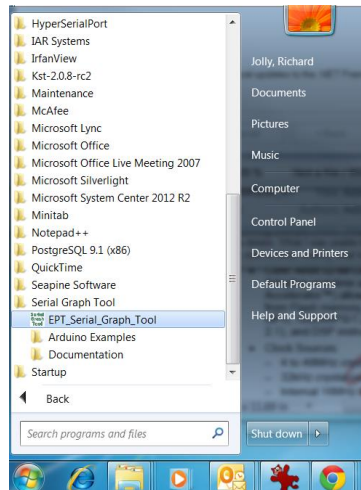 HyperSerialPort
IAR Systems
IrfanView
Kst-2.0.8-rc2
Maintenance
McAfee
Microsoft Lync
Microsoft Office
Microsoft Office Live Meeting 2007
Microsoft Silverlight
Microsoft System Center 2012 R2
Minitab
Notepad++
PostgreSQL 9.1 (x86)
QuickTime
Seapine Software
Serial Graph Tool
EPT_Serial_Graph_Tool
Arduino Examples
Documentation
Startup
Back
Search programs and files
Jolly, Richard
Documents
Pictures
Music
Computer
Control Panel
Devices and Printers
Default Programs
Help and Support
Shut down